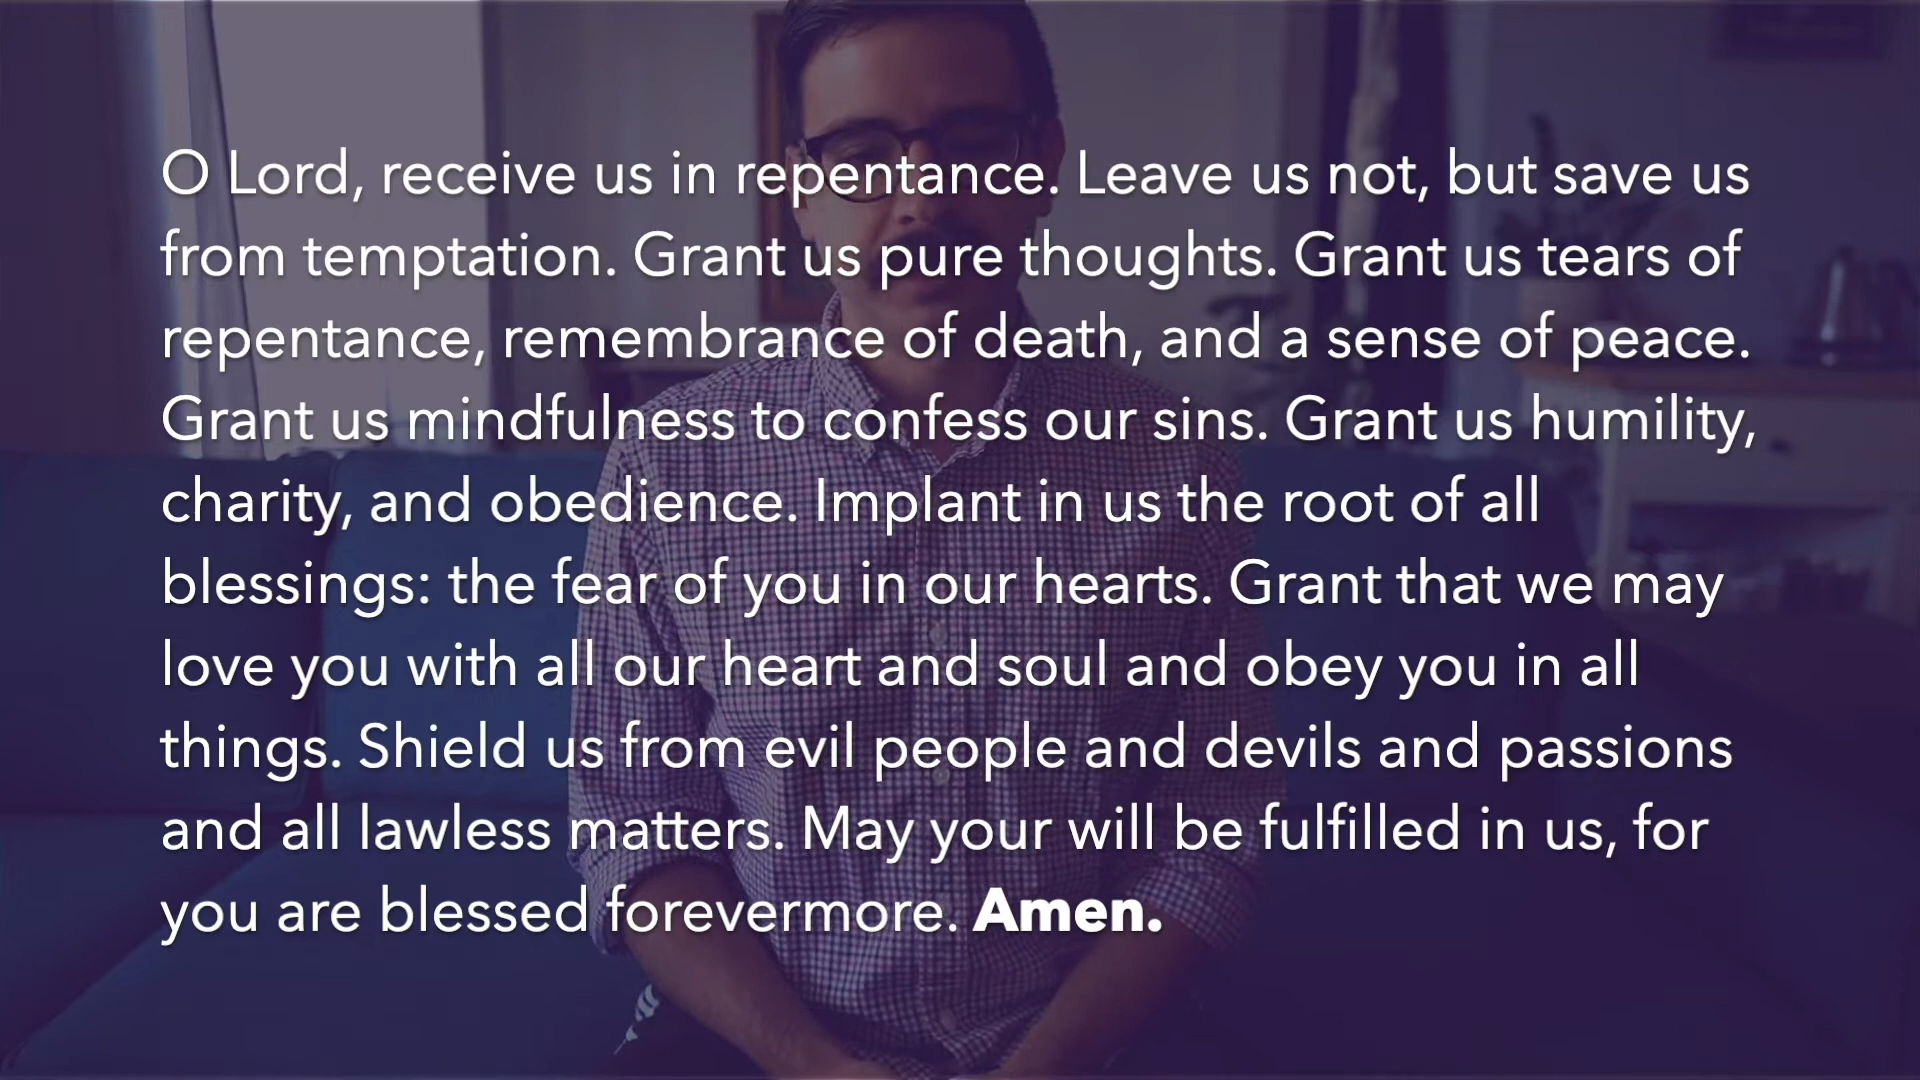 O Lord, receive us in repentance. Leave us not, but save us
from temptation. Grant us pure thoughts. Grant us tears of
repentance, remembrance of death, and a sense of peace.
Grant us mindfulness to confess our sins. Grant us humility,
charity, and obedience. Implant in us the root of all
blessings: the fear of you in our hearts. Grant that we may
love you with all our heart and soul and obey you in all
things. Shield us from evil people and devils and passions
and all lawless matters. May your will be fulfilled in us, for
you are blessed forevermore. Amen.